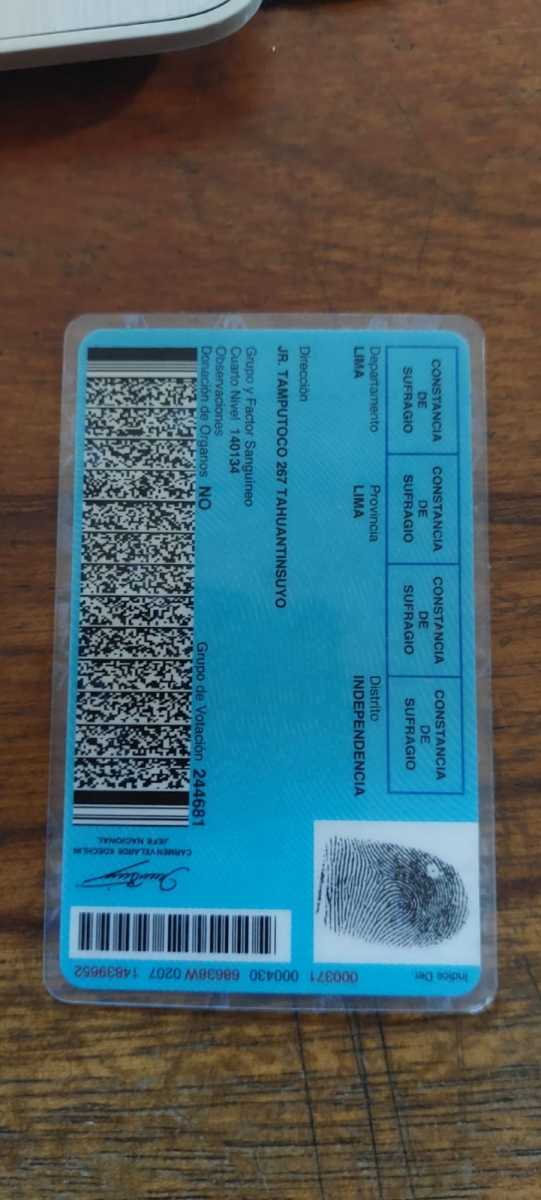 CONSTANCIA DE SUFRAGIO
CONSTANCIA DE SUFRAGIO
CONSTANCIA DE SUFRAGIO
CONSTANCIA DE SUFRAGIO
Departamento Provincia Distrito
LIMA LIMA INDEPENDENCIA
Dirección
JR. TAMPUTOCO 267 TAHUANTINSUYO
Grupo y Factor Sanguíneo
Cuarto Nivel 140134
Observaciones
Donación de Organos NO Grupo de Votación 244681
CARMEN VELARDE KOECHLIN
JEFE NACIONAL
Indice Der
000371 000430 68636W 0207 14839652